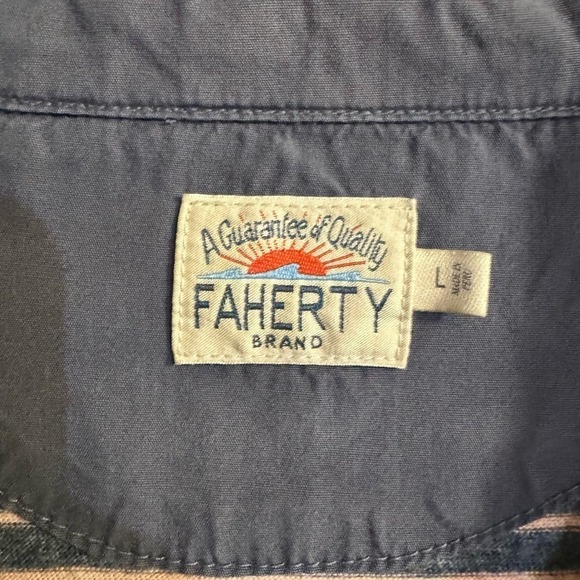 A Guarantee of Quality
FAHERTY
BRAND
L
MADE IN
PERU